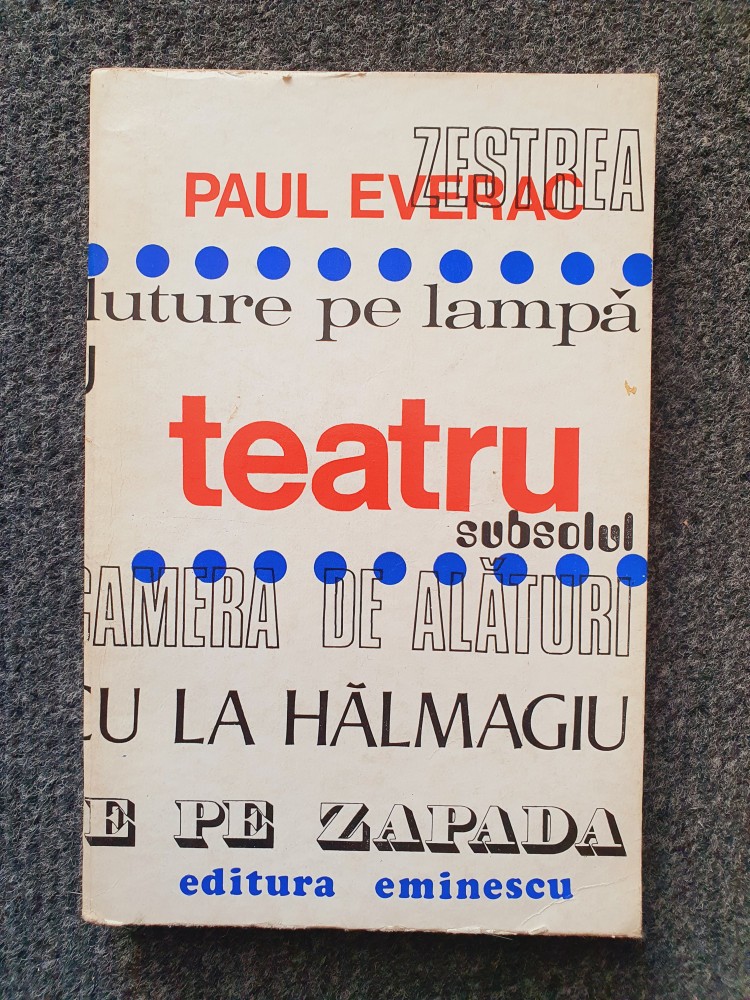 ZESTREA
PAUL EVERAC
luture pe lampă
U
teatru
subsolul
CAMERA DE ALĂTURI
CU LA HĂLMAGIU
E PE ZAPADA
editura eminescu